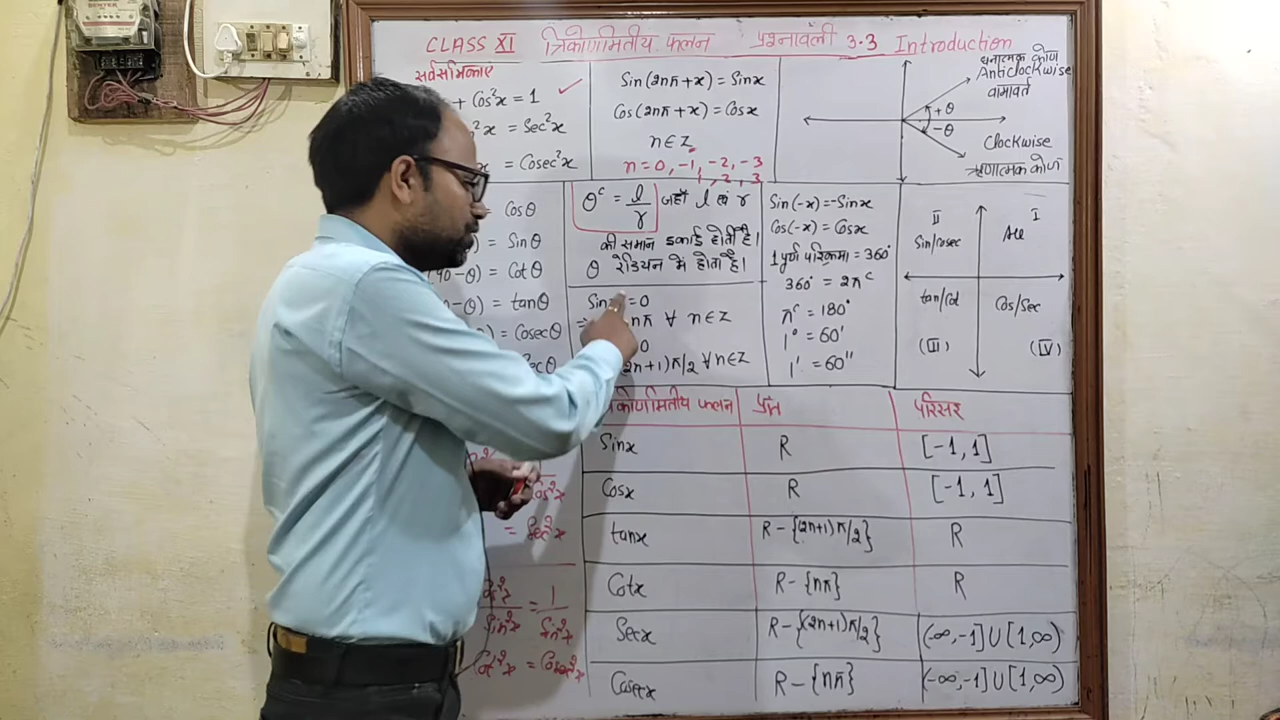 CLASS XI त्रिकोणमितीय फलन प्रश्नावली 3.3 Introduction
सर्वसमिकाए
+ Cos²x = 1
²x = Sec²x
x = Cosec²x
Sin(2nπ+x) = Sinx
Cos(2nπ+x) = Cosx
n∈Z
n = 0, -1, -2, -3
1, 2, 3
धनात्मक कोण
Anticlockwise
वामावर्त
+θ
-θ
Clockwise
ऋणात्मक कोण
= Cosθ
) = Sinθ
(90-θ) = Cotθ
-θ) = tanθ
) = Cosecθ
θᶜ = l/r जहाँ l एवं r
की समान इकाई होती है।
θ रेडियन में होता है।
Sin = 0
nπ ∀ n∈Z
0
(2n+1)π/2 ∀ n∈Z
Sin(-x) = -Sinx
Cos(-x) = Cosx
1 पूर्ण परिक्रमा = 360°
360° = 2πᶜ
πᶜ = 180°
1° = 60'
1' = 60''
II I
Sin/cosec All
tan/Cot Cos/Sec
(III) (IV)
त्रिकोणमितीय फलन प्रांत परिसर
Sinx R [-1, 1]
Cosx R [-1, 1]
tanx R-{(2n+1)π/2} R
Cotx R-{nπ} R
Secx R-{(2n+1)π/2} (-∞,-1]∪[1,∞)
Cosecx R-{nπ} (-∞,-1]∪[1,∞)
Cos²x
= Sec²x
= 1/Sin²x
Sin²x
= Cosec²x